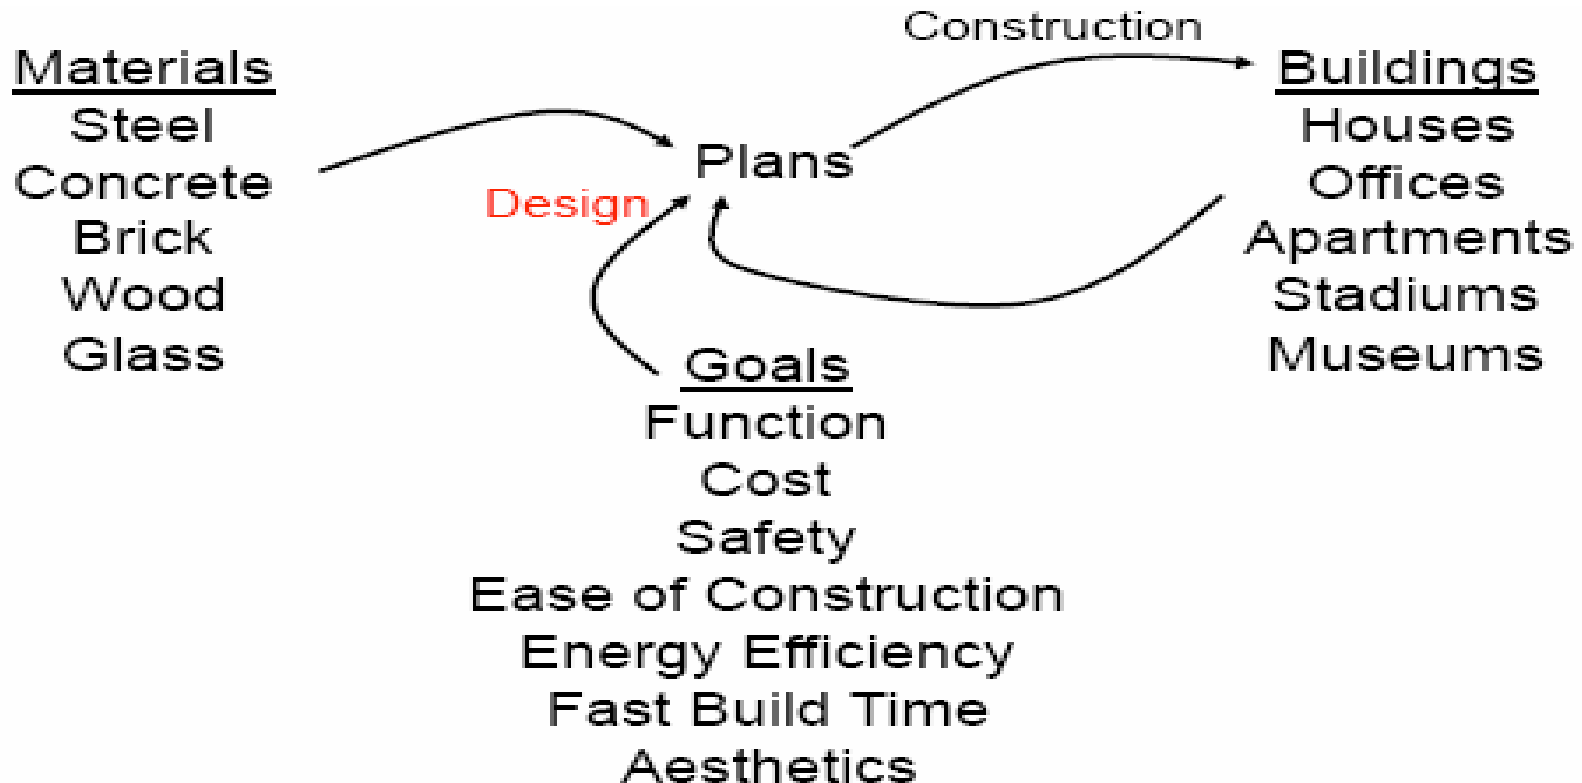 Construction
Materials
Steel
Concrete
Brick
Wood
Glass
Plans
Design
Buildings
Houses
Offices
Apartments
Stadiums
Museums
Goals
Function
Cost
Safety
Ease of Construction
Energy Efficiency
Fast Build Time
Aesthetics